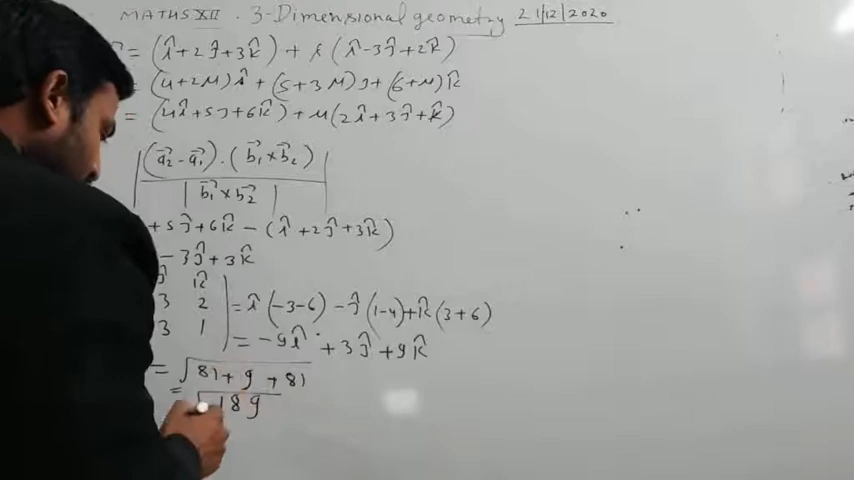 MATHS XII . 3-Dimensional geometry 21/12/2020
= (î+2ĵ+3k̂) + λ(î-3ĵ+2k̂)
= (4+2μ)î + (5+3μ)ĵ + (6+μ)k̂
= (4î+5ĵ+6k̂) + μ(2î+3ĵ+k̂)
|(a⃗₂-a⃗₁).(b⃗₁×b⃗₂)|
|b⃗₁×b⃗₂|
+5ĵ+6k̂ - (î+2ĵ+3k̂)
-3ĵ+3k̂
ĵ k̂
3 2 | = î(-3-6) -ĵ(1-4)+k̂(3+6)
3 1 | = -9î + 3ĵ +9k̂
= √81+9+81
= √189